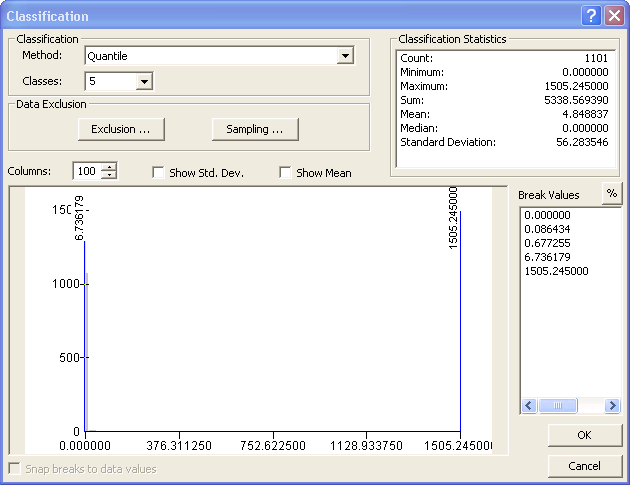 Classification
Classification
Method: Quantile
Classes: 5
Data Exclusion
Exclusion ...
Sampling ...
Classification Statistics
Count: 1101
Minimum: 0.000000
Maximum: 1505.245000
Sum: 5338.569390
Mean: 4.848837
Median: 0.000000
Standard Deviation: 56.283546
Columns: 100
Show Std. Dev.
Show Mean
Break Values
%
0.000000
0.086434
0.677255
6.736179
1505.245000
6.736179
1505.245000
1000
500
0
0.000000 376.311250 752.622500 1128.933750 1505.245000
Snap breaks to data values
OK
Cancel